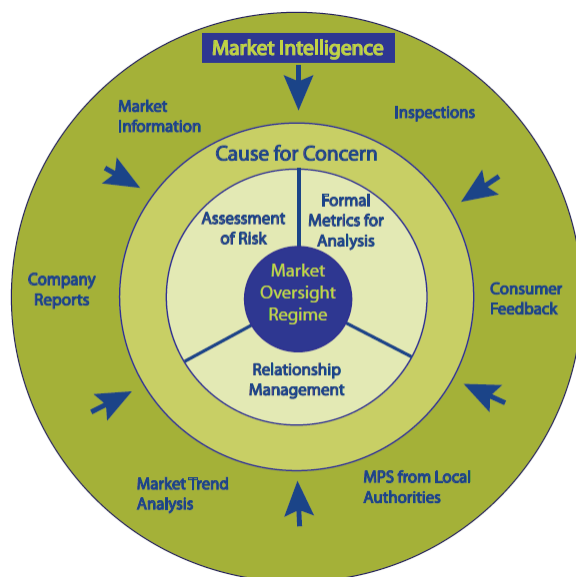 Market Intelligence
Market
Information
Inspections
Cause for Concern
Assessment
of Risk
Formal
Metrics for
Analysis
Market
Oversight
Regime
Company
Reports
Consumer
Feedback
Relationship
Management
Market Trend
Analysis
MPS from Local
Authorities